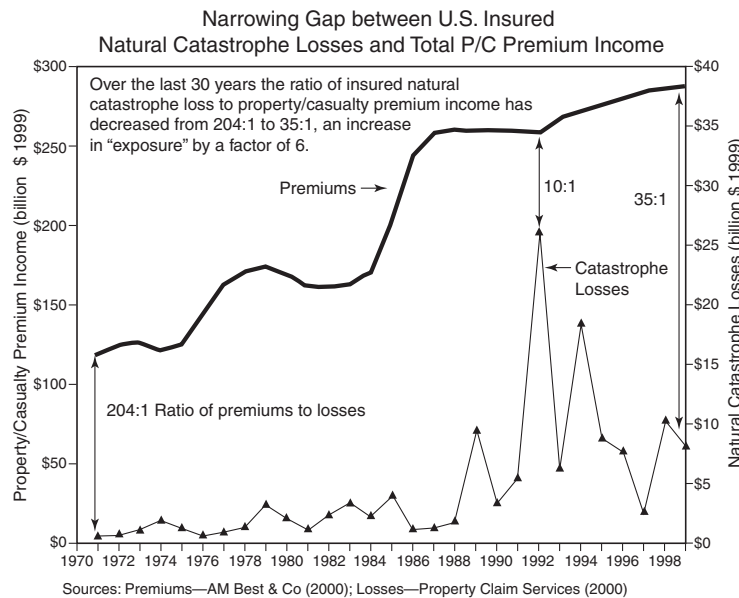 Narrowing Gap between U.S. Insured
Natural Catastrophe Losses and Total P/C Premium Income
Property/Casualty Premium Income (billion $ 1999)
$300
$250
$200
$150
$100
$50
$0
Over the last 30 years the ratio of insured natural
catastrophe loss to property/casualty premium income has
decreased from 204:1 to 35:1, an increase
in “exposure” by a factor of 6.
Premiums
10:1
35:1
Catastrophe
Losses
204:1 Ratio of premiums to losses
$40
$35
$30
$25
$20
$15
$10
$5
$0
Natural Catastrophe Losses (billion $ 1999)
1970 1972 1974 1976 1978 1980 1982 1984 1986 1988 1990 1992 1994 1996 1998
Sources: Premiums—AM Best & Co (2000); Losses—Property Claim Services (2000)